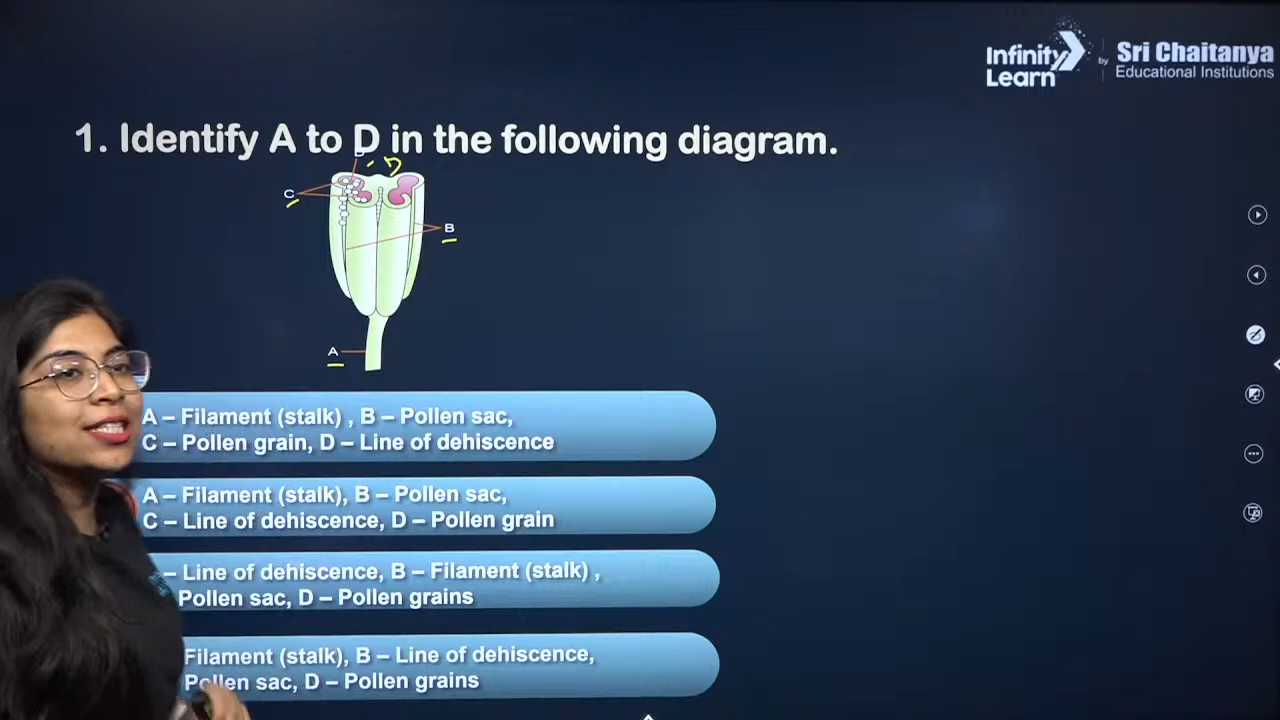 Infinity Learn by Sri Chaitanya
Educational Institutions
1. Identify A to D in the following diagram.
D
C
B
A
A – Filament (stalk) , B – Pollen sac,
C – Pollen grain, D – Line of dehiscence
A – Filament (stalk), B – Pollen sac,
C – Line of dehiscence, D – Pollen grain
– Line of dehiscence, B – Filament (stalk) ,
Pollen sac, D – Pollen grains
Filament (stalk), B – Line of dehiscence,
Pollen sac, D – Pollen grains